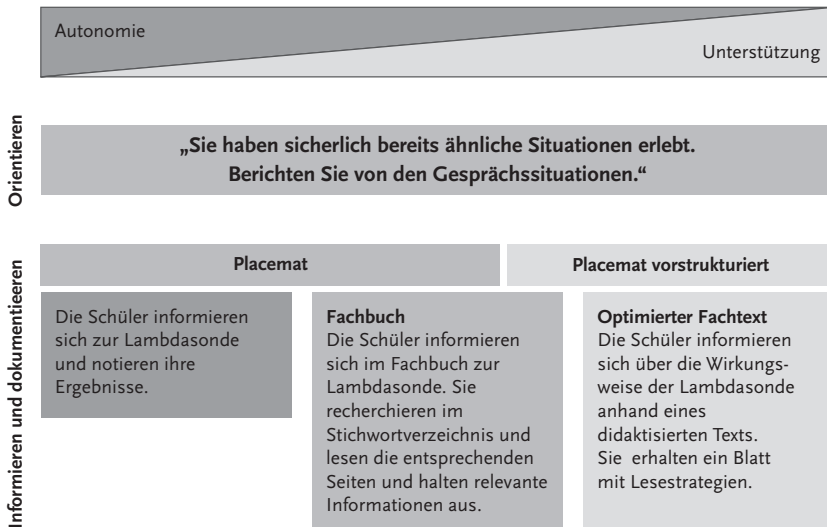 Autonomie
Unterstützung
Orientieren
„Sie haben sicherlich bereits ähnliche Situationen erlebt.
Berichten Sie von den Gesprächssituationen.“
Informieren und dokumentieeren
Placemat
Placemat vorstrukturiert
Die Schüler informieren
sich zur Lambdasonde
und notieren ihre
Ergebnisse.
Fachbuch
Die Schüler informieren
sich im Fachbuch zur
Lambdasonde. Sie
recherchieren im
Stichwortverzeichnis und
lesen die entsprechenden
Seiten und halten relevante
Informationen aus.
Optimierter Fachtext
Die Schüler informieren
sich über die Wirkungs-
weise der Lambdasonde
anhand eines
didaktisierten Texts.
Sie erhalten ein Blatt
mit Lesestrategien.